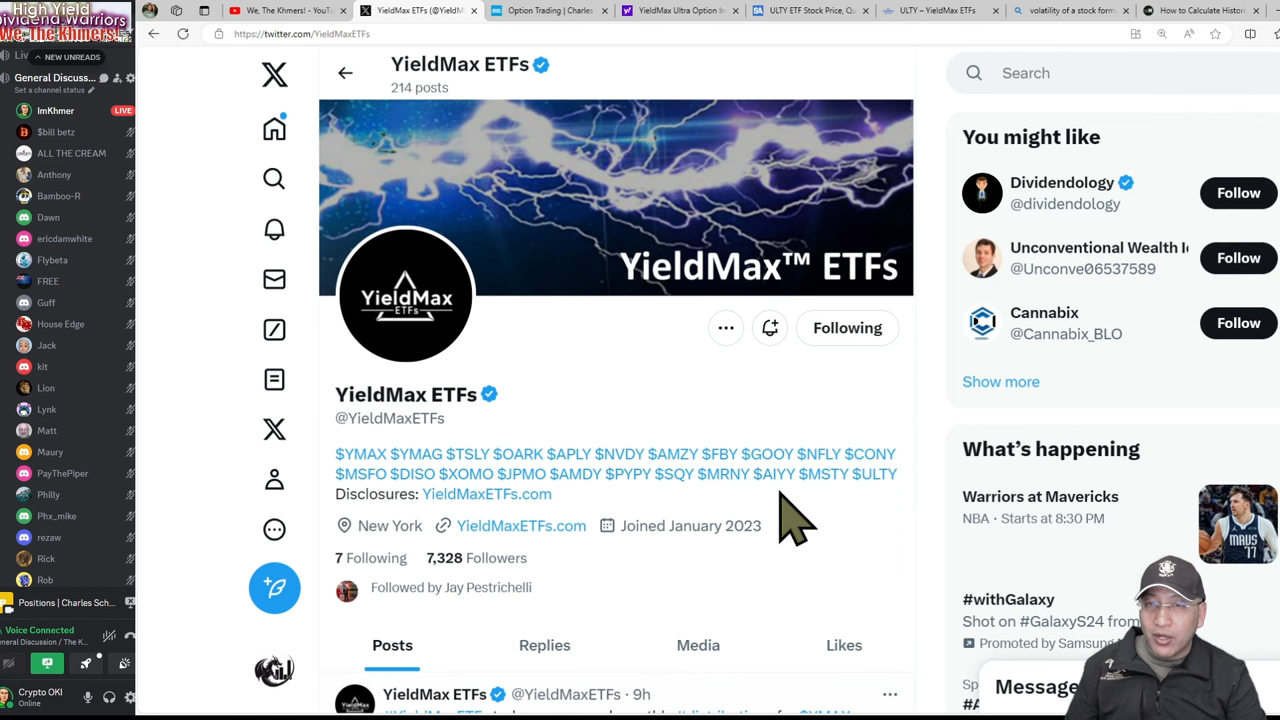 High Yield
Dividend Warriors
We, The Khmers!
We, The Khmers! - YouTu
YieldMax ETFs (@YieldMaxETFs)
Option Trading | Charles
YieldMax Ultra Option In
ULTY ETF Stock Price, Qu
ULTY – YieldMax ETFs
volatility of a stock form
How to Calculate Histori
https://twitter.com/YieldMaxETFs
Liv
NEW UNREADS
General Discuss...
Set a channel status
ImKhmer
LIVE
$bill betz
ALL THE CREAM
Anthony
Bamboo-R
Dawn
ericdamwhite
Flybeta
FREE
Guff
House Edge
Jack
kit
Lion
Lynk
Matt
Maury
PayThePiper
Philly
Phx_mike
rezaw
Rick
Rob
Positions | Charles Sch...
Voice Connected
General Discussion / The K...
Crypto OKI
Online
YieldMax ETFs
214 posts
YieldMax™ ETFs
YieldMax
ETFs
Following
YieldMax ETFs
@YieldMaxETFs
$YMAX $YMAG $TSLY $OARK $APLY $NVDY $AMZY $FBY $GOOY $NFLY $CONY
$MSFO $DISO $XOMO $JPMO $AMDY $PYPY $SQY $MRNY $AIYY $MSTY $ULTY
Disclosures: YieldMaxETFs.com
New York YieldMaxETFs.com Joined January 2023
7 Following 7,328 Followers
Followed by Jay Pestrichelli
Posts Replies Media Likes
YieldMax ETFs @YieldMaxETFs · 9h
Search
You might like
Dividendology
@dividendology
Follow
Unconventional Wealth
@Unconve06537589
Follow
Cannabix
@Cannabix_BLO
Follow
Show more
What's happening
Warriors at Mavericks
NBA · Starts at 8:30 PM
MAVS
77
#withGalaxy
Shot on #GalaxyS24 from
Promoted by Samsung
Sp
#A
Message